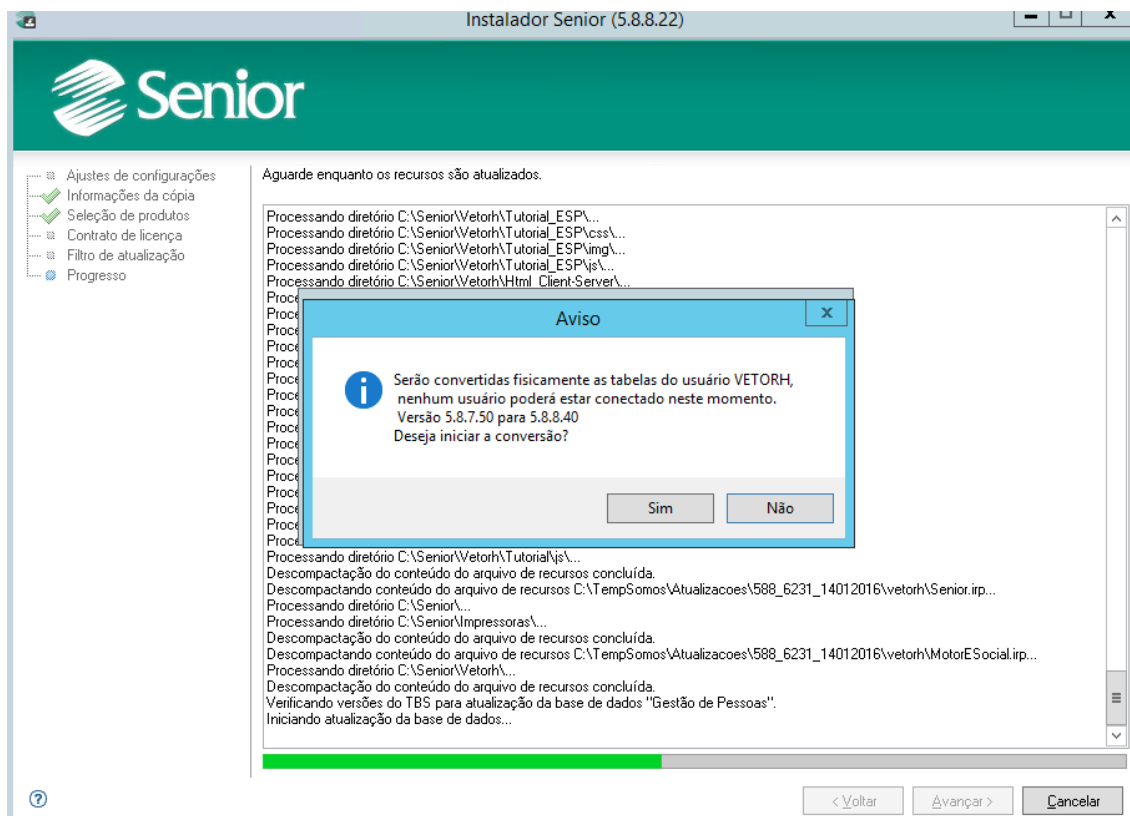 Instalador Senior (5.8.8.22)
Senior
Ajustes de configurações
Informações da cópia
Seleção de produtos
Contrato de licença
Filtro de atualização
Progresso
Aguarde enquanto os recursos são atualizados.
Processando diretório C:\Senior\Vetorh\Tutorial_ESP\...
Processando diretório C:\Senior\Vetorh\Tutorial_ESP\css\...
Processando diretório C:\Senior\Vetorh\Tutorial_ESP\img\...
Processando diretório C:\Senior\Vetorh\Tutorial_ESP\js\...
Processando diretório C:\Senior\Vetorh\Html_Client-Server\...
Aviso
Serão convertidas fisicamente as tabelas do usuário VETORH,
nenhum usuário poderá estar conectado neste momento.
Versão 5.8.7.50 para 5.8.8.40
Deseja iniciar a conversão?
Sim
Não
Processando diretório C:\Senior\Vetorh\Tutorial\js\...
Descompactação do conteúdo do arquivo de recursos concluída.
Descompactando conteúdo do arquivo de recursos C:\TempSomos\Atualizacoes\588_6231_14012016\vetorh\Senior.irp...
Processando diretório C:\Senior\...
Processando diretório C:\Senior\Impressoras\...
Descompactação do conteúdo do arquivo de recursos concluída.
Descompactando conteúdo do arquivo de recursos C:\TempSomos\Atualizacoes\588_6231_14012016\vetorh\MotorESocial.irp...
Processando diretório C:\Senior\Vetorh\...
Descompactação do conteúdo do arquivo de recursos concluída.
Verificando versões do TBS para atualização da base de dados "Gestão de Pessoas".
Iniciando atualização da base de dados...
< Voltar
Avançar >
Cancelar